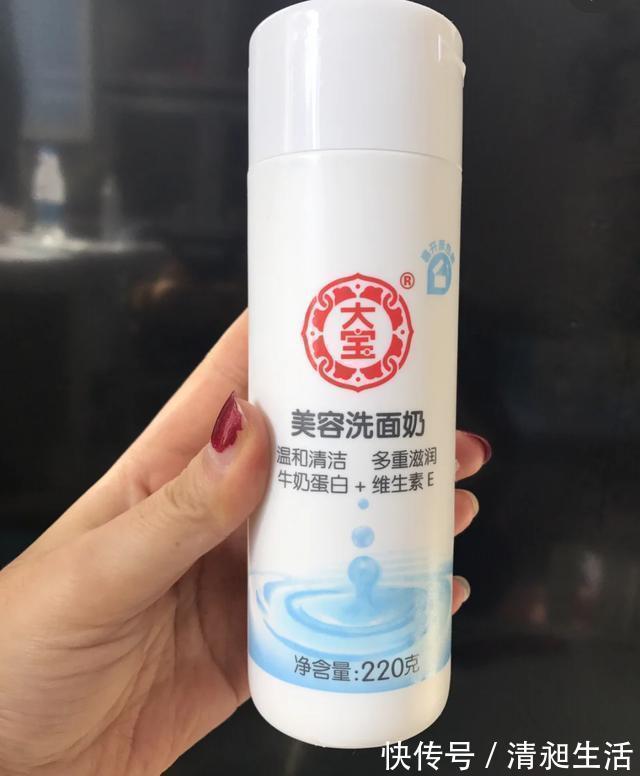 大宝
®
美容洗面奶
温和清洁 多重滋润
牛奶蛋白 + 维生素 E
净含量:220克
快传号 / 清昶生活